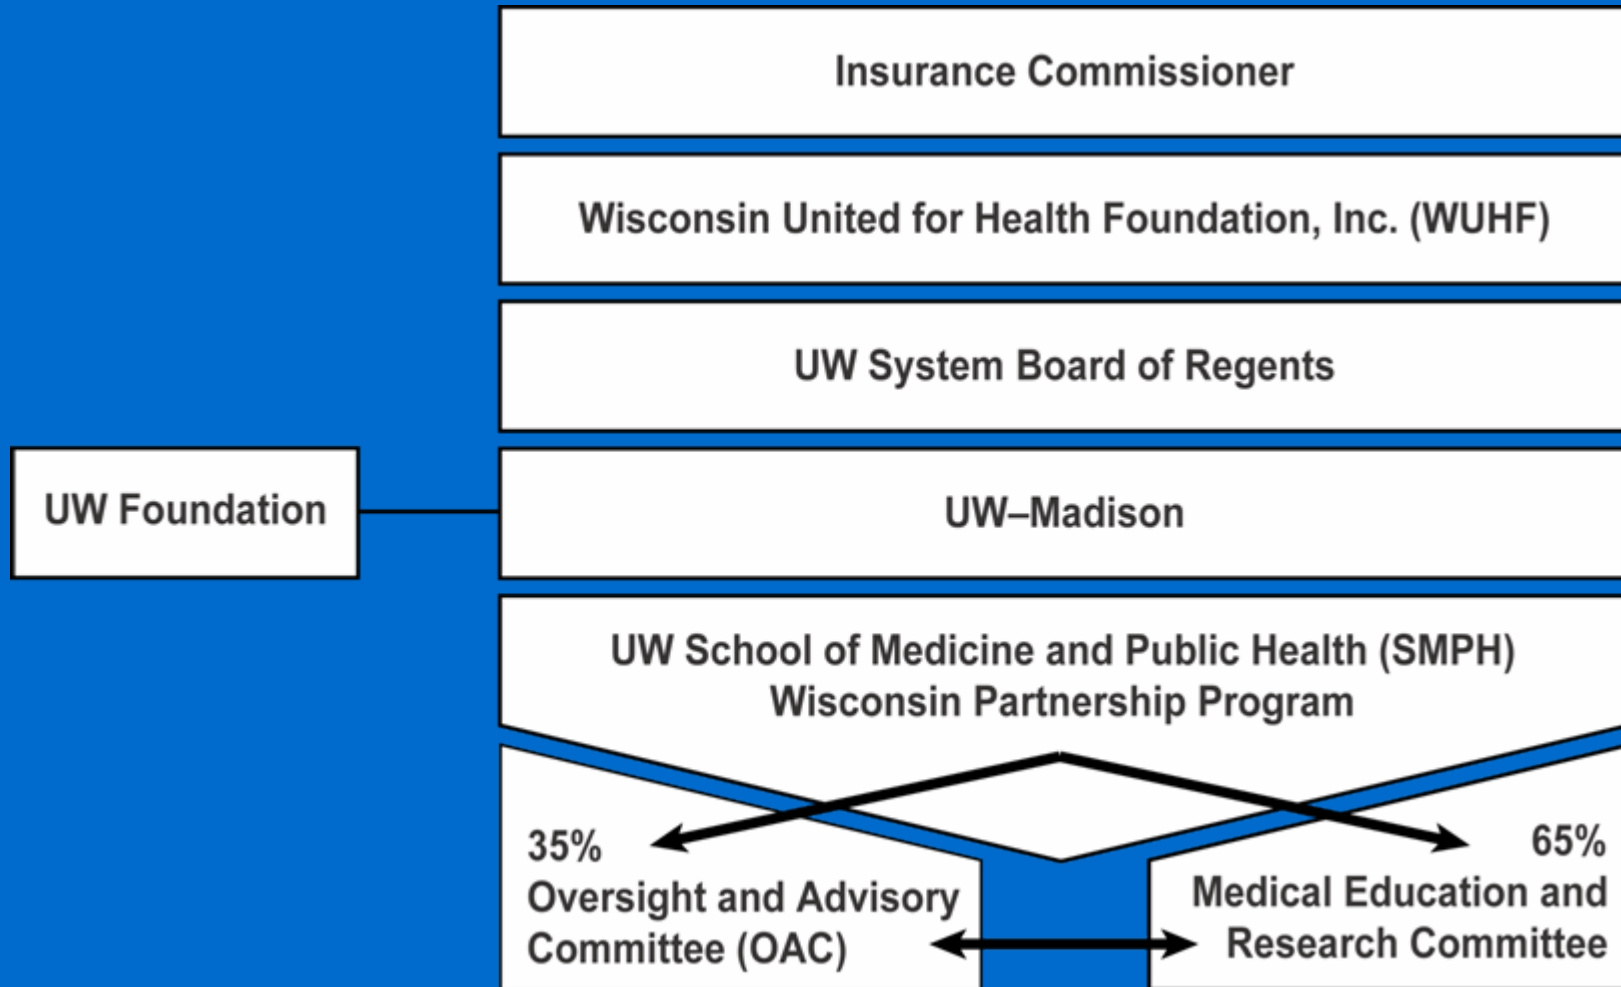 Insurance Commissioner
Wisconsin United for Health Foundation, Inc. (WUHF)
UW System Board of Regents
UW Foundation
UW–Madison
UW School of Medicine and Public Health (SMPH)
Wisconsin Partnership Program
35%
Oversight and Advisory
Committee (OAC)
65%
Medical Education and
Research Committee